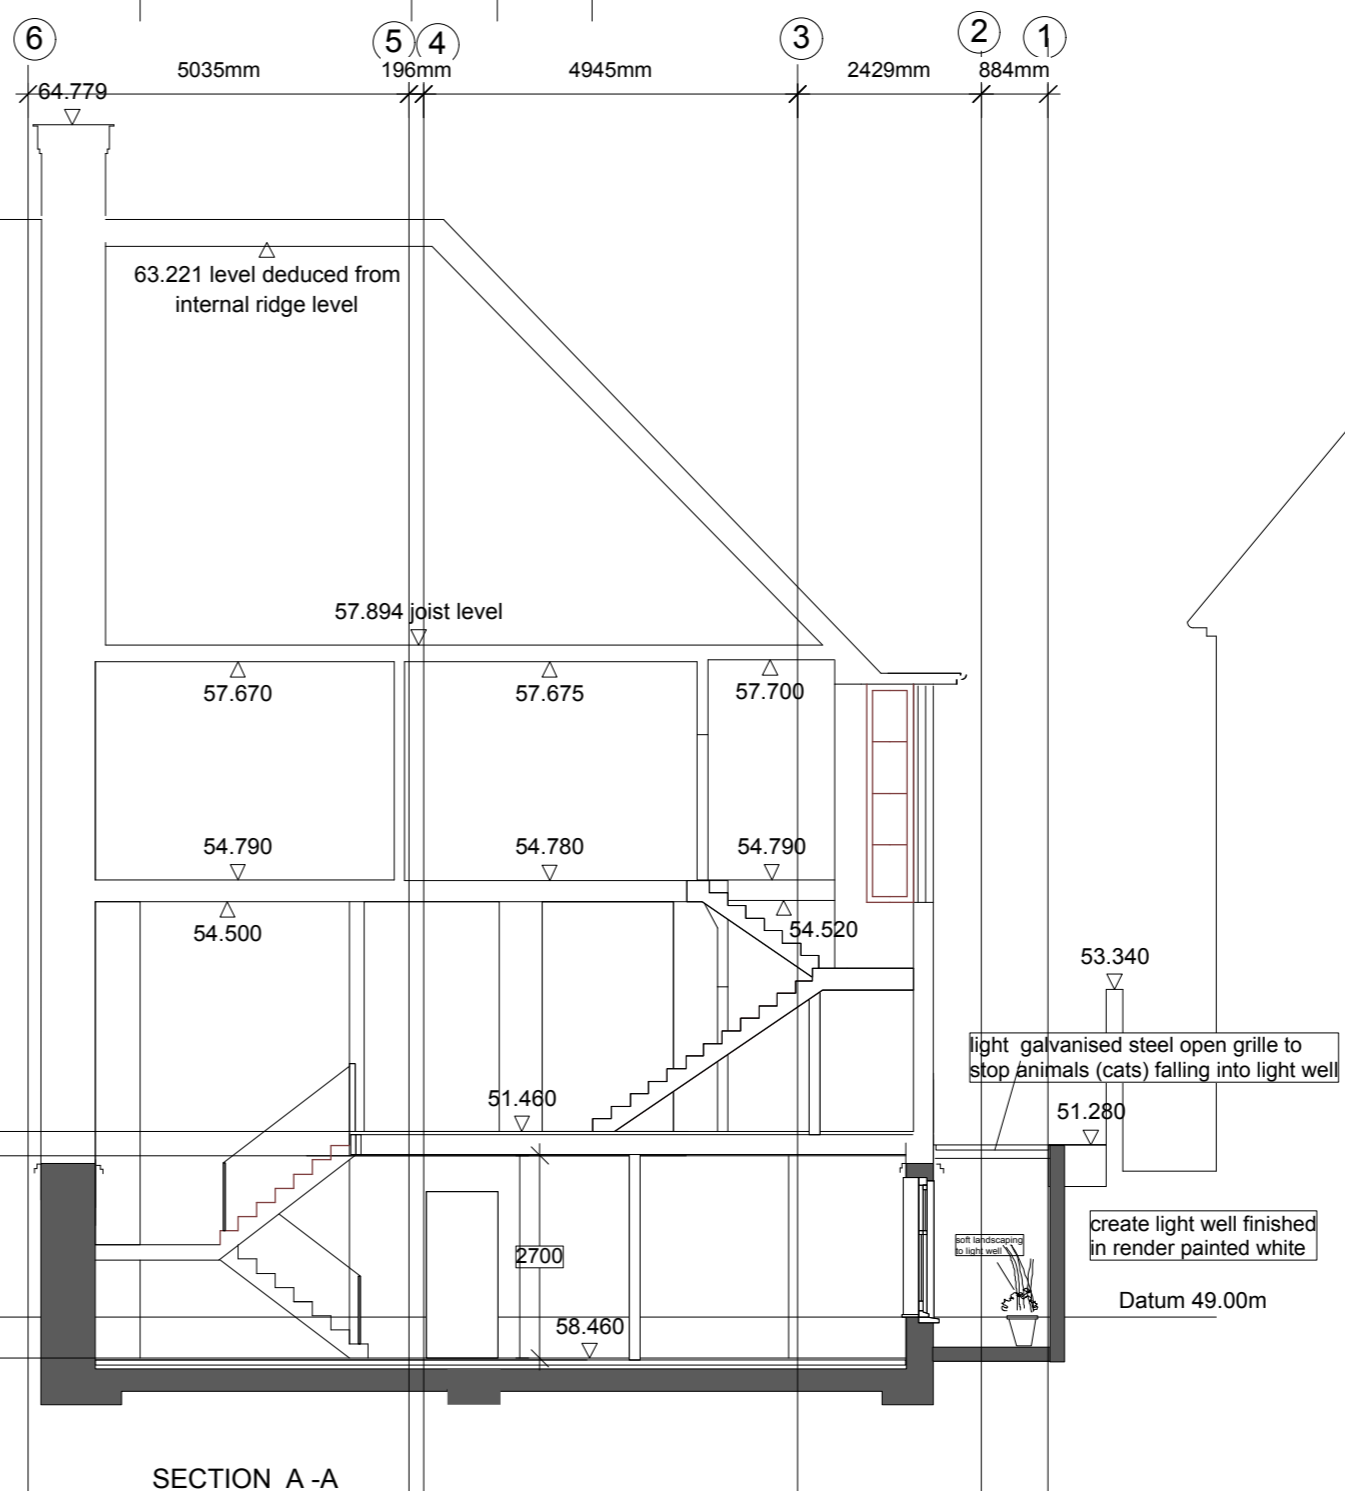 6
5
4
3
2
1
5035mm
196mm
4945mm
2429mm
884mm
64.779
63.221 level deduced from
internal ridge level
57.894 joist level
57.670
57.675
57.700
54.790
54.780
54.790
54.500
54.520
53.340
light galvanised steel open grille to
stop animals (cats) falling into light well
51.460
51.280
create light well finished
in render painted white
soft landscaping
to light well
2700
Datum 49.00m
58.460
SECTION A -A